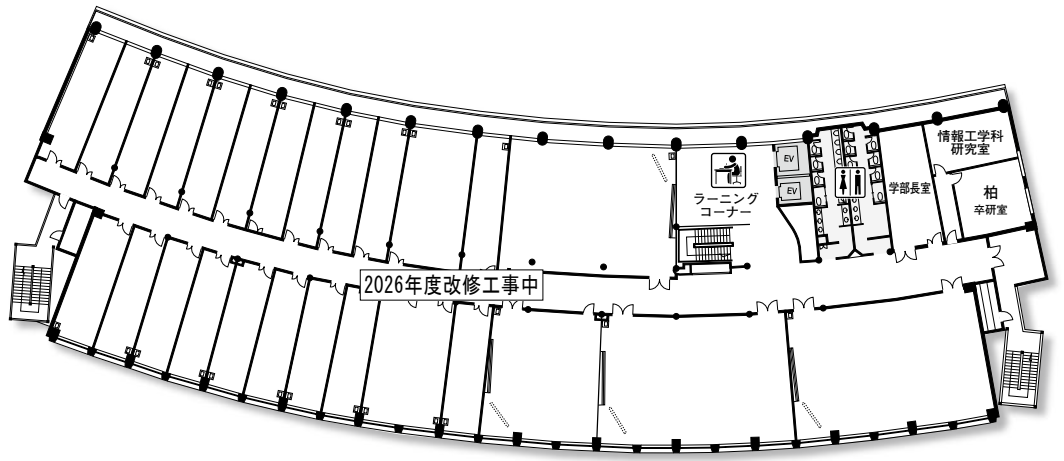 情報工学科
研究室
EV
EV
ラーニング
コーナー
学部長室
柏
卒研室
2026年度改修工事中